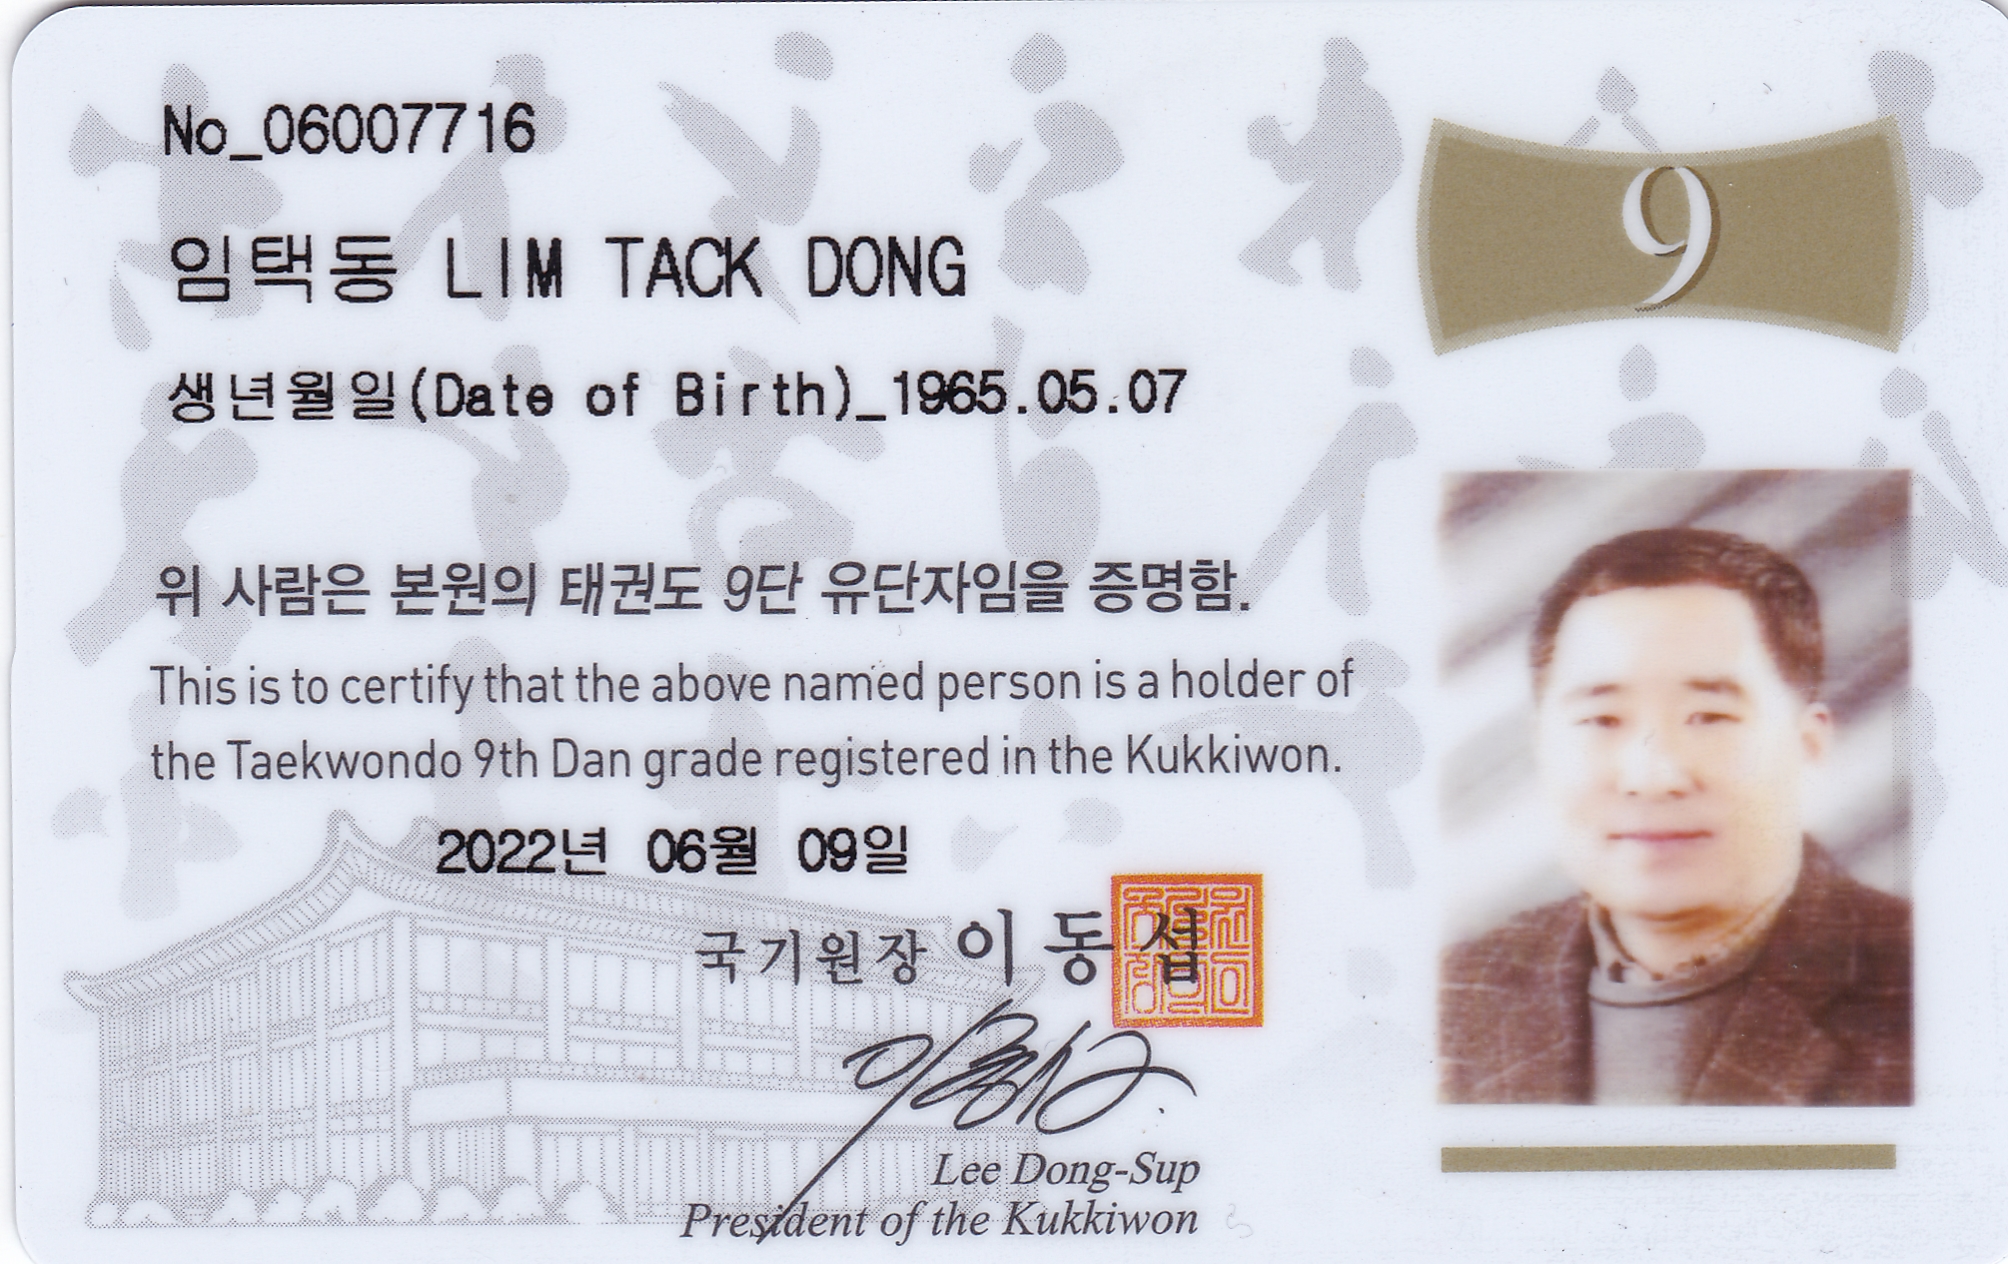 No_06007716
9
임택동 LIM TACK DONG
생년월일(Date of Birth)_1965.05.07
위 사람은 본원의 태권도 9단 유단자임을 증명함.
This is to certify that the above named person is a holder of
the Taekwondo 9th Dan grade registered in the Kukkiwon.
2022년 06월 09일
국기원장 이동섭
Lee Dong-Sup
President of the Kukkiwon